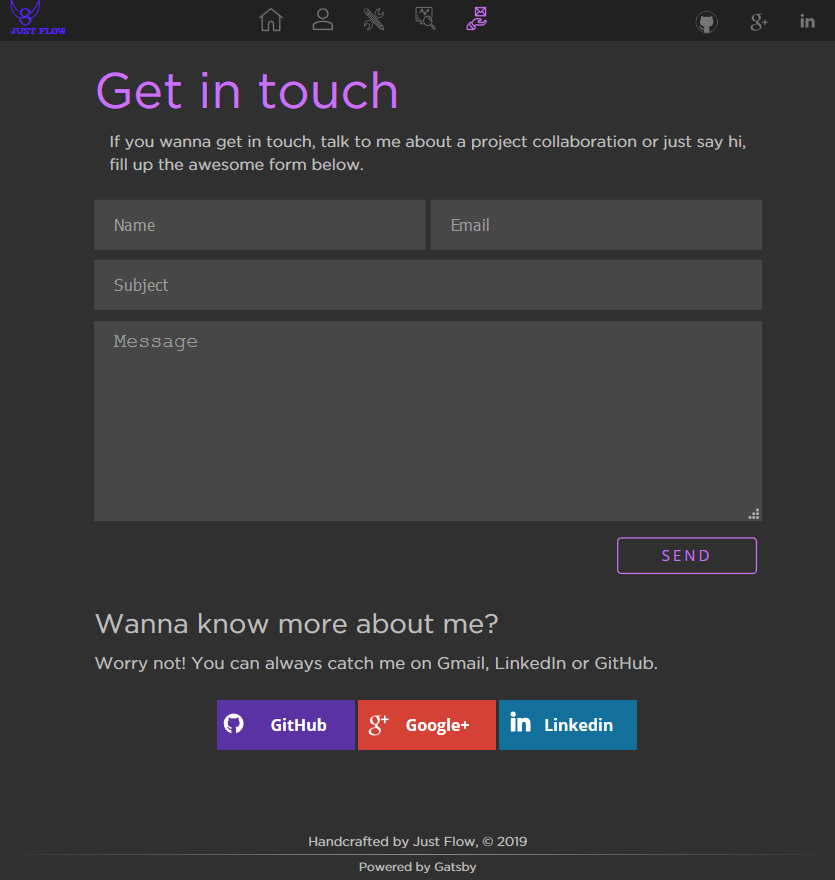 JUST FLOW
Get in touch
If you wanna get in touch, talk to me about a project collaboration or just say hi,
fill up the awesome form below.
Name
Email
Subject
Message
SEND
Wanna know more about me?
Worry not! You can always catch me on Gmail, LinkedIn or GitHub.
GitHub
Google+
Linkedin
Handcrafted by Just Flow, © 2019
Powered by Gatsby